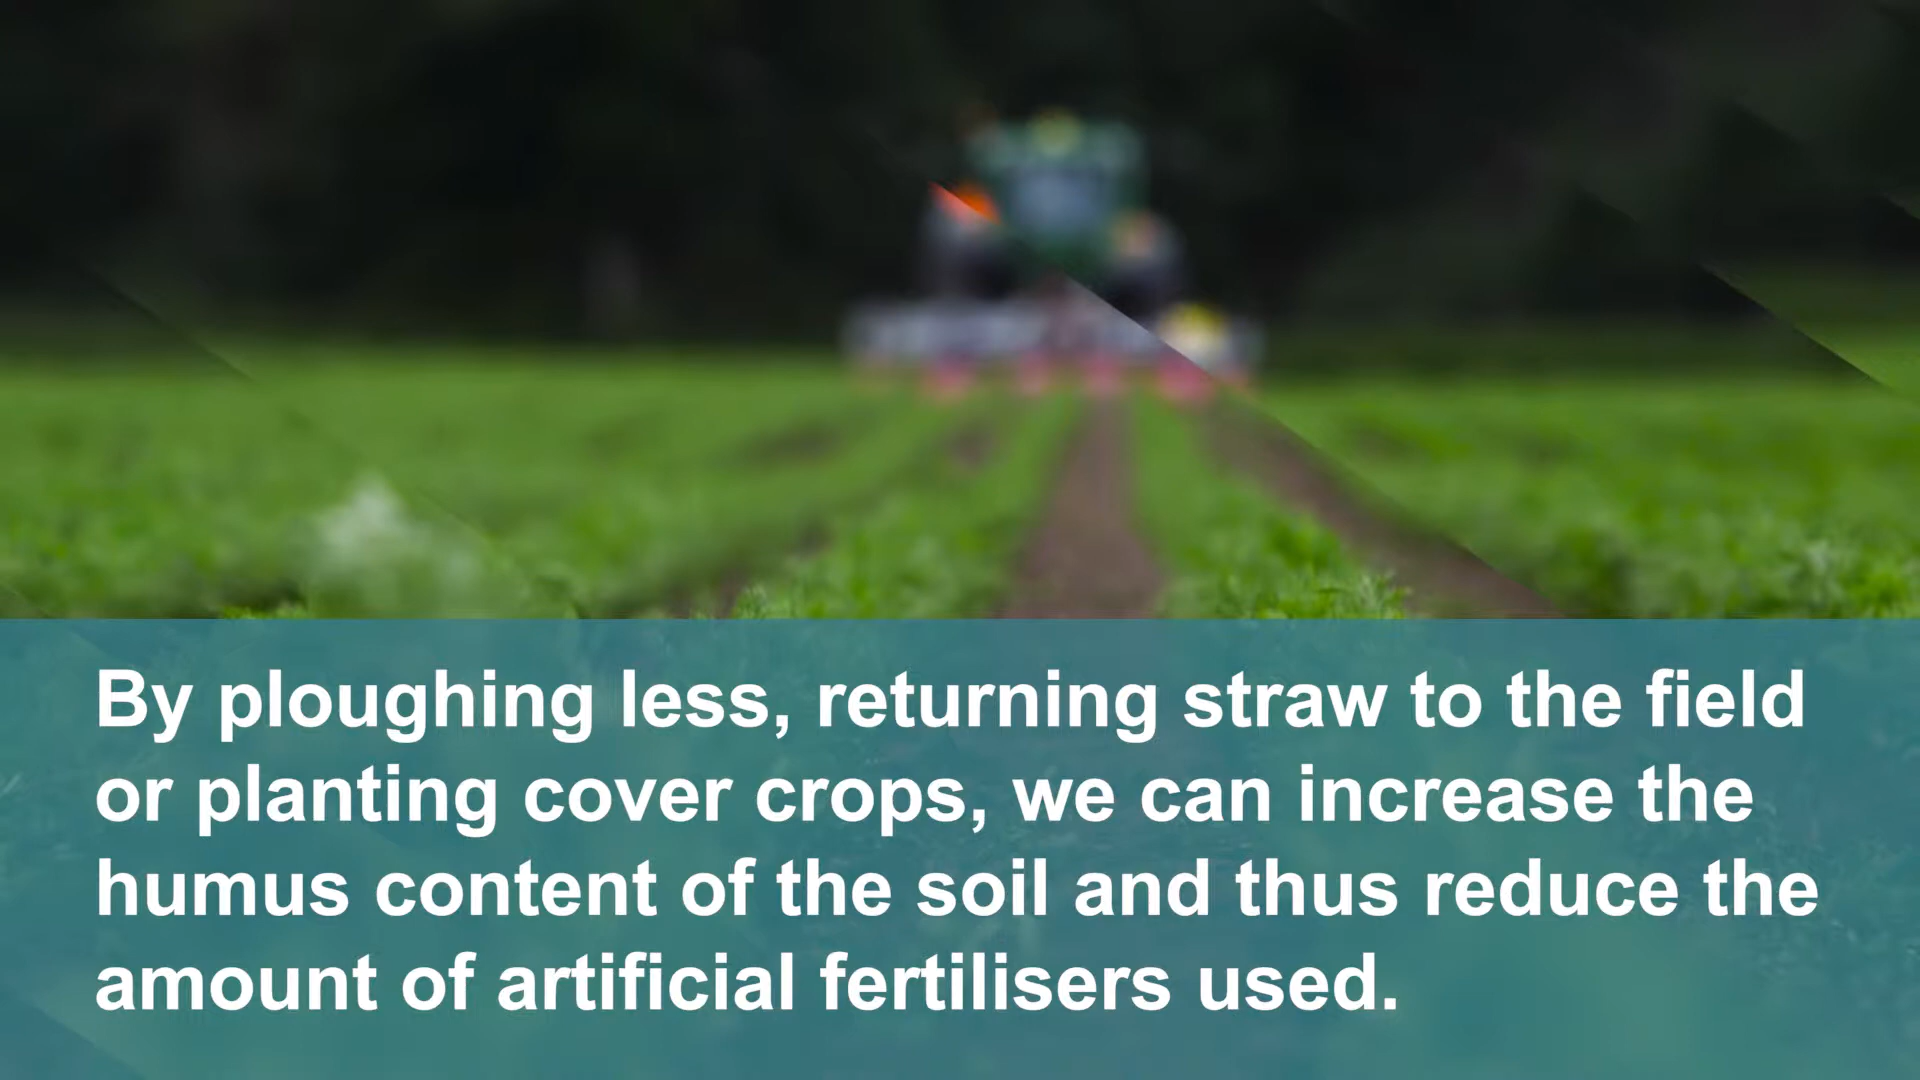 By ploughing less, returning straw to the field
or planting cover crops, we can increase the
humus content of the soil and thus reduce the
amount of artificial fertilisers used.